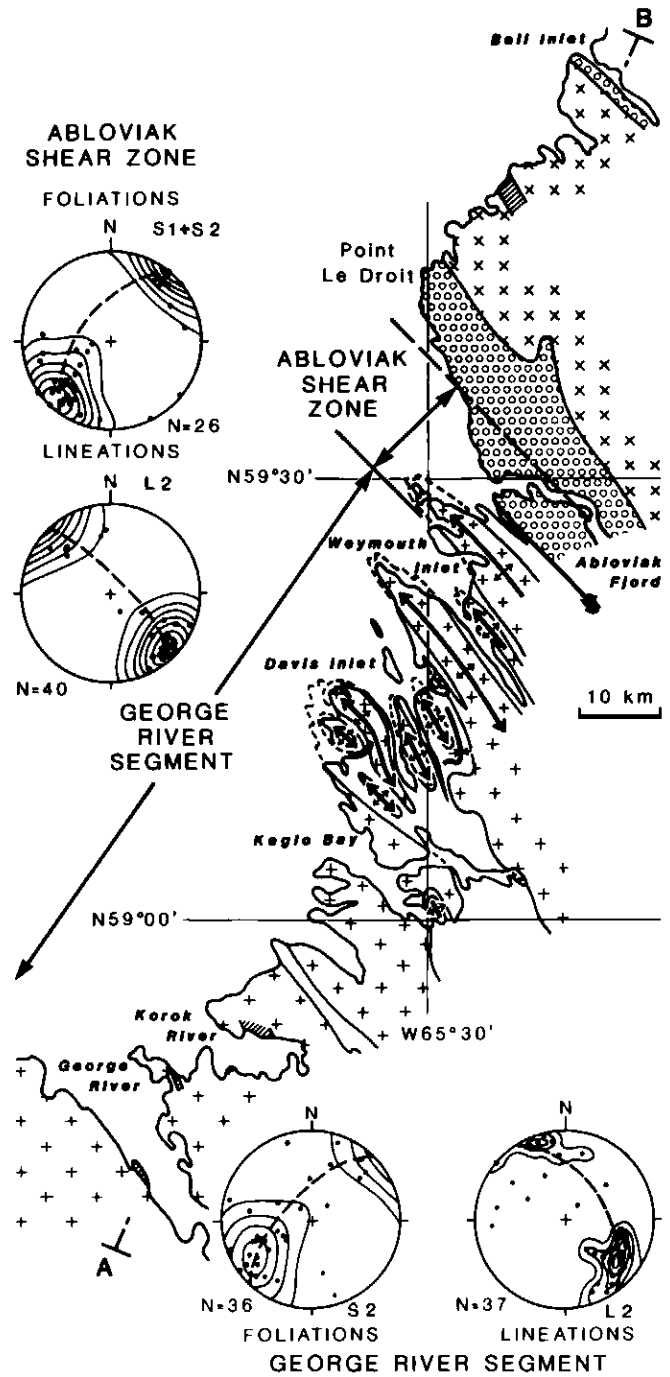 B
Bell Inlet
ABLOVIAK
SHEAR ZONE
FOLIATIONS
N
S1+S2
N=26
Point
Le Droit
ABLOVIAK
SHEAR
ZONE
LINEATIONS
N
L2
N=40
N59°30'
Weymouth
Inlet
Abloviak
Fjord
10 km
Davis Inlet
GEORGE
RIVER
SEGMENT
Keglo Bay
N59°00'
Korok
River
W65°30'
George
River
A
N
N=36
S2
FOLIATIONS
N
N=37
L2
LINEATIONS
GEORGE RIVER SEGMENT